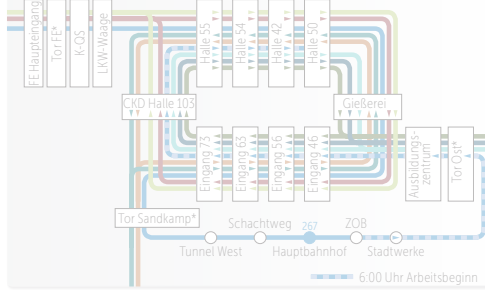 FE Haupteingang
Tor FE*
K-QS
LKW-Waage
Halle 55
Halle 54
Halle 42
Halle 50
CKD Halle 103
Gießerei
Eingang 73
Eingang 63
Eingang 56
Eingang 46
Ausbildungs-
zentrum
Tor Ost*
Tor Sandkamp*
Schachtweg
267
ZOB
Tunnel West
Hauptbahnhof
Stadtwerke
6:00 Uhr Arbeitsbeginn